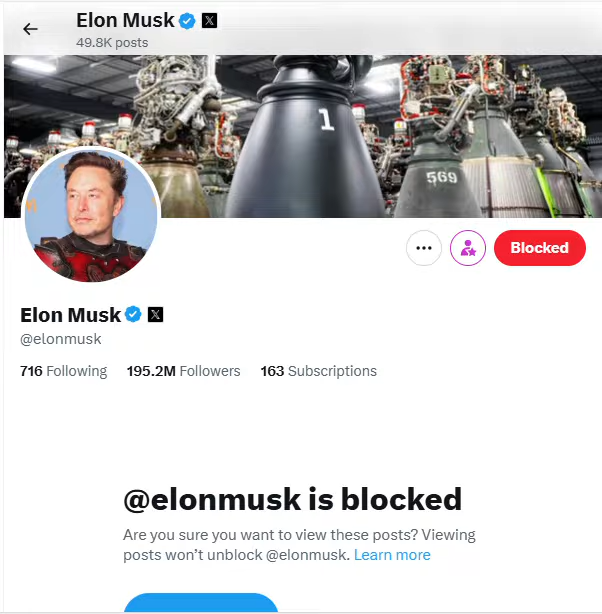 Elon Musk
49.8K posts
1
569
Blocked
Elon Musk
@elonmusk
716 Following 195.2M Followers 163 Subscriptions
@elonmusk is blocked
Are you sure you want to view these posts? Viewing
posts won’t unblock @elonmusk. Learn more